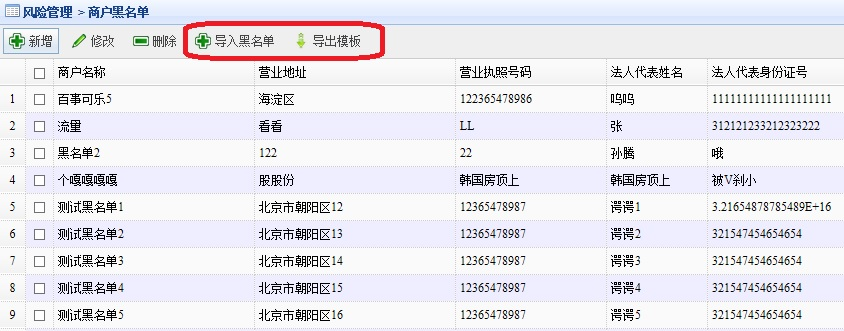 风险管理 > 商户黑名单
新增 修改 删除 导入黑名单 导出模板
商户名称 营业地址 营业执照号码 法人代表姓名 法人代表身份证号
1 百事可乐5 海淀区 122365478986 呜呜 11111111111111111111
2 流量 看看 LL 张 312121233212323222
3 黑名单2 122 22 孙腾 哦
4 个嘎嘎嘎嘎 股股份 韩国房顶上 韩国房顶上 被V刹小
5 测试黑名单1 北京市朝阳区12 12365478987 谔谔1 3.21654878785489E+16
6 测试黑名单2 北京市朝阳区13 12365478987 谔谔2 321547454654654
7 测试黑名单3 北京市朝阳区14 12365478987 谔谔3 321547454654654
8 测试黑名单4 北京市朝阳区15 12365478987 谔谔4 321547454654654
9 测试黑名单5 北京市朝阳区16 12365478987 谔谔5 321547454654654